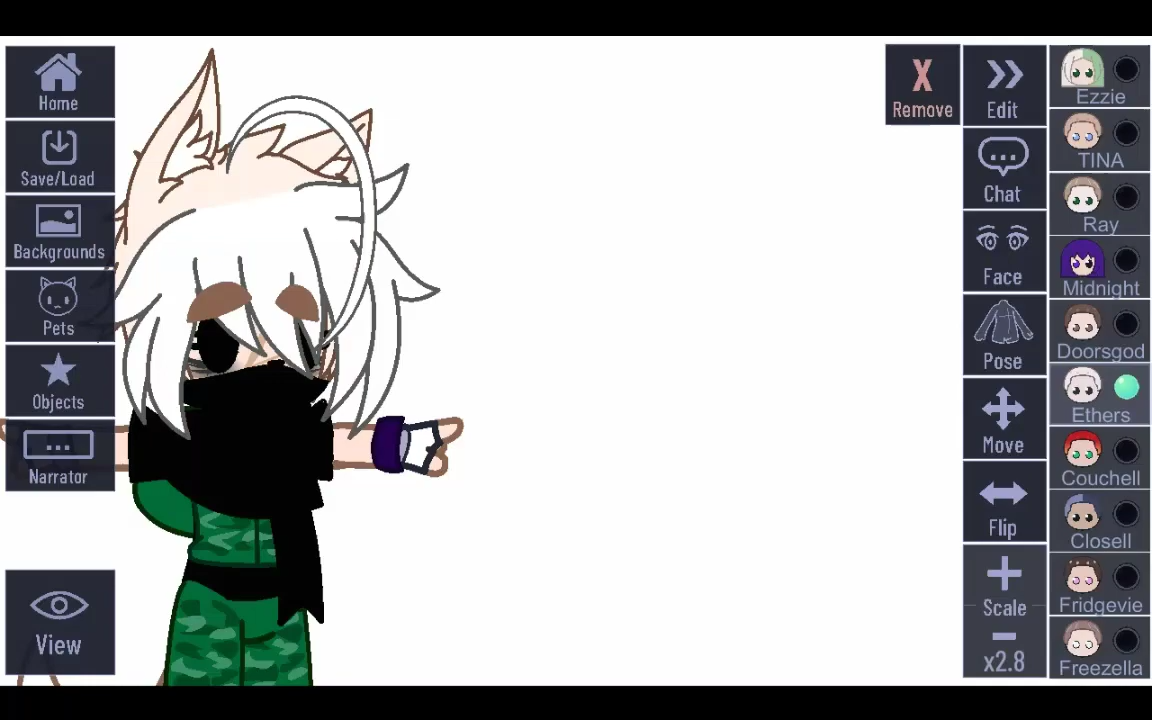 Home
Save/Load
Backgrounds
Pets
Objects
Narrator
View
X
Remove
Edit
Chat
Face
Pose
Move
Flip
Scale
x2.8
Ezzie
TINA
Ray
Midnight
Doorsgod
Ethers
Couchell
Closell
Fridgevie
Freezella